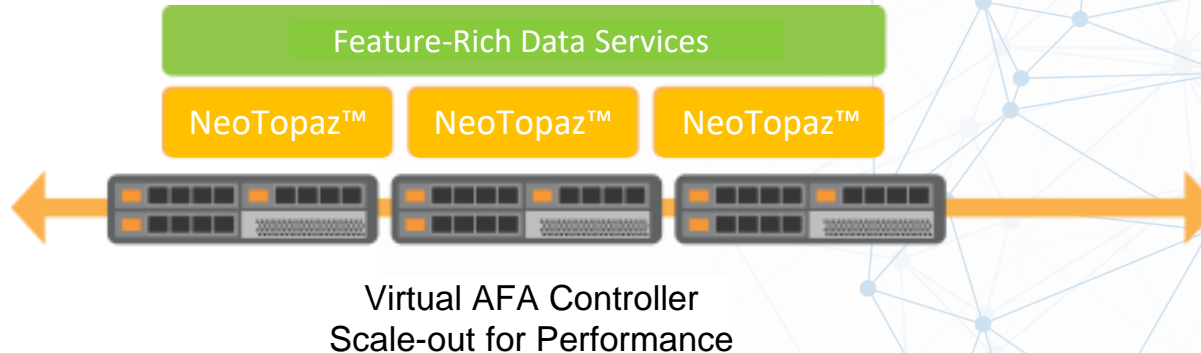 Feature-Rich Data Services
NeoTopaz™ NeoTopaz™ NeoTopaz™
Virtual AFA Controller
Scale-out for Performance